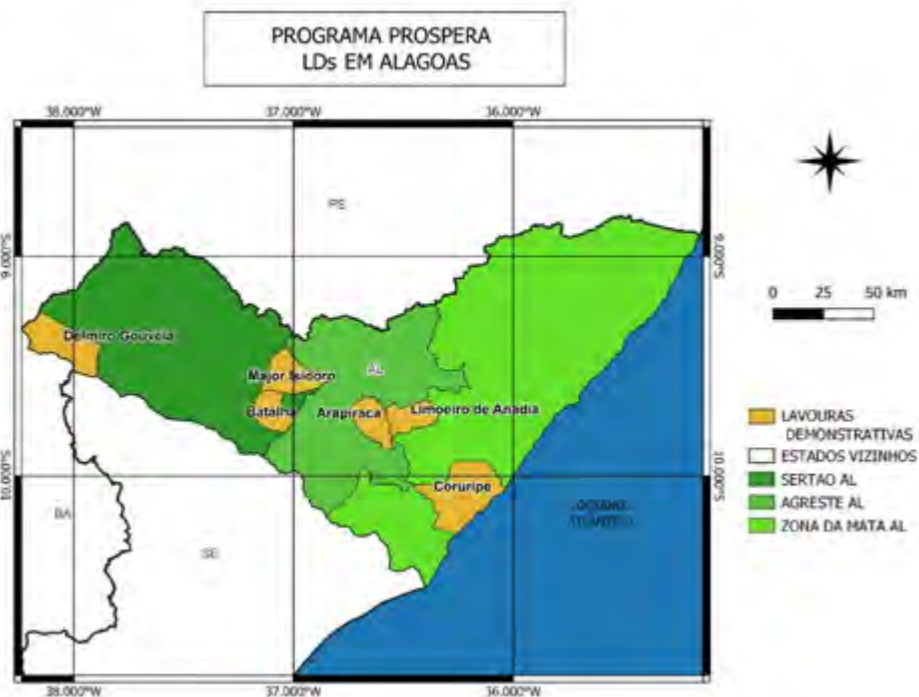 PROGRAMA PROSPERA
LDs EM ALAGOAS
38.000°W 37.000°W 36.000°W
PE
9.000°S 9.000°S
0 25 50 km
Delmiro Gouveia
AL
Major Isidoro
Batalha Arapiraca Limoeiro de Anadia
LAVOURAS
DEMONSTRATIVAS
ESTADOS VIZINHOS
10.000°S 10.000°S
Coruripe
SERTAO AL
AGRESTE AL
ZONA DA MATA AL
BA
OCEANO
ATLANTICO
SE
38.000°W 37.000°W 36.000°W